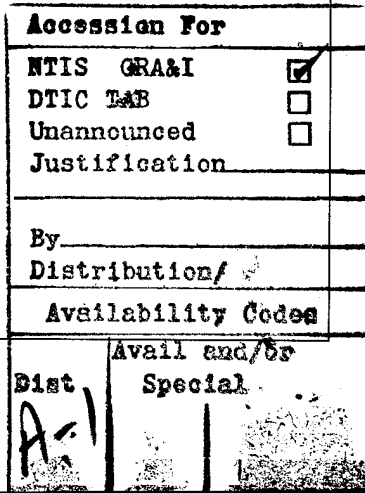 Accession For
NTIS GRA&I
DTIC TAB
Unannounced
Justification
By
Distribution/
Availability Codes
Avail and/or
Dist Special
A-1